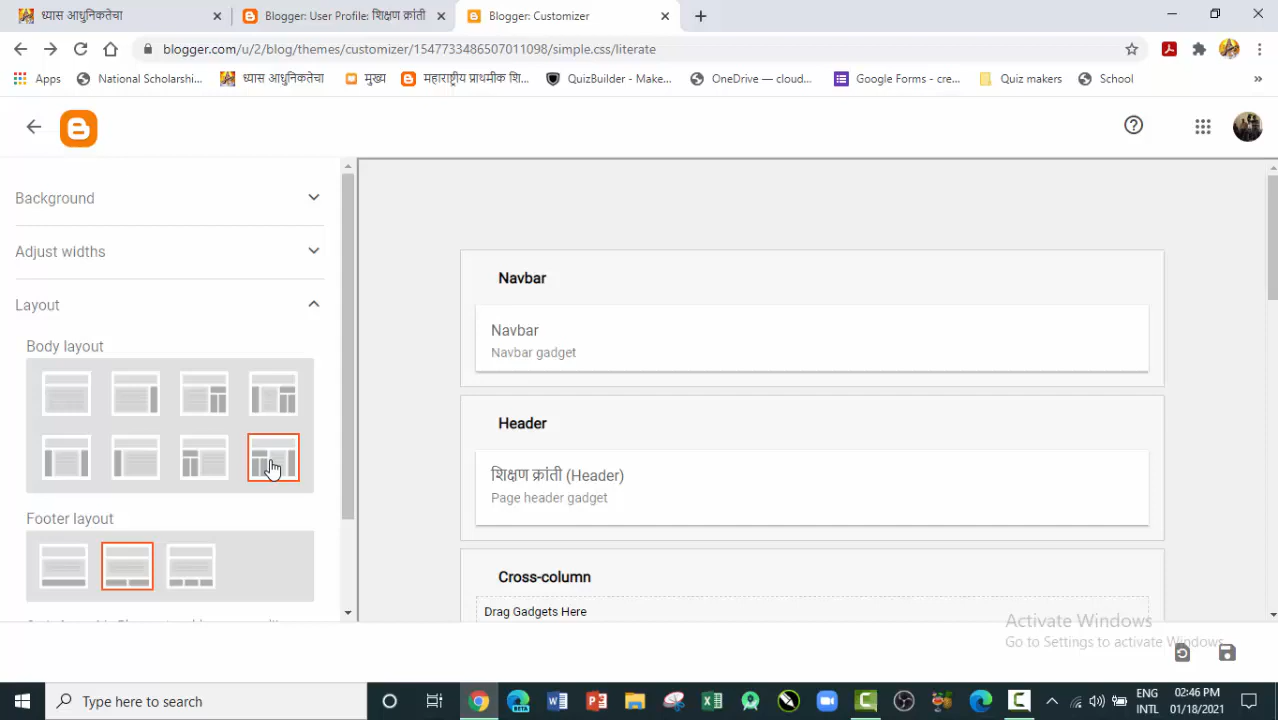 ध्यास आधुनिकतेचा
Blogger: User Profile: शिक्षण क्रांती
Blogger: Customizer
blogger.com/u/2/blog/themes/customizer/1547733486507011098/simple.css/literate
Apps
National Scholarshi...
ध्यास आधुनिकतेचा
मुख्य
महाराष्ट्रीय प्राथमीक शि...
QuizBuilder - Make...
OneDrive — cloud...
Google Forms - cre...
Quiz makers
School
Background
Adjust widths
Layout
Body layout
Footer layout
Navbar
Navbar
Navbar gadget
Header
शिक्षण क्रांती (Header)
Page header gadget
Cross-column
Drag Gadgets Here
Activate Windows
Go to Settings to activate Windows.
Type here to search
BETA
ENG
INTL
02:46 PM
01/18/2021